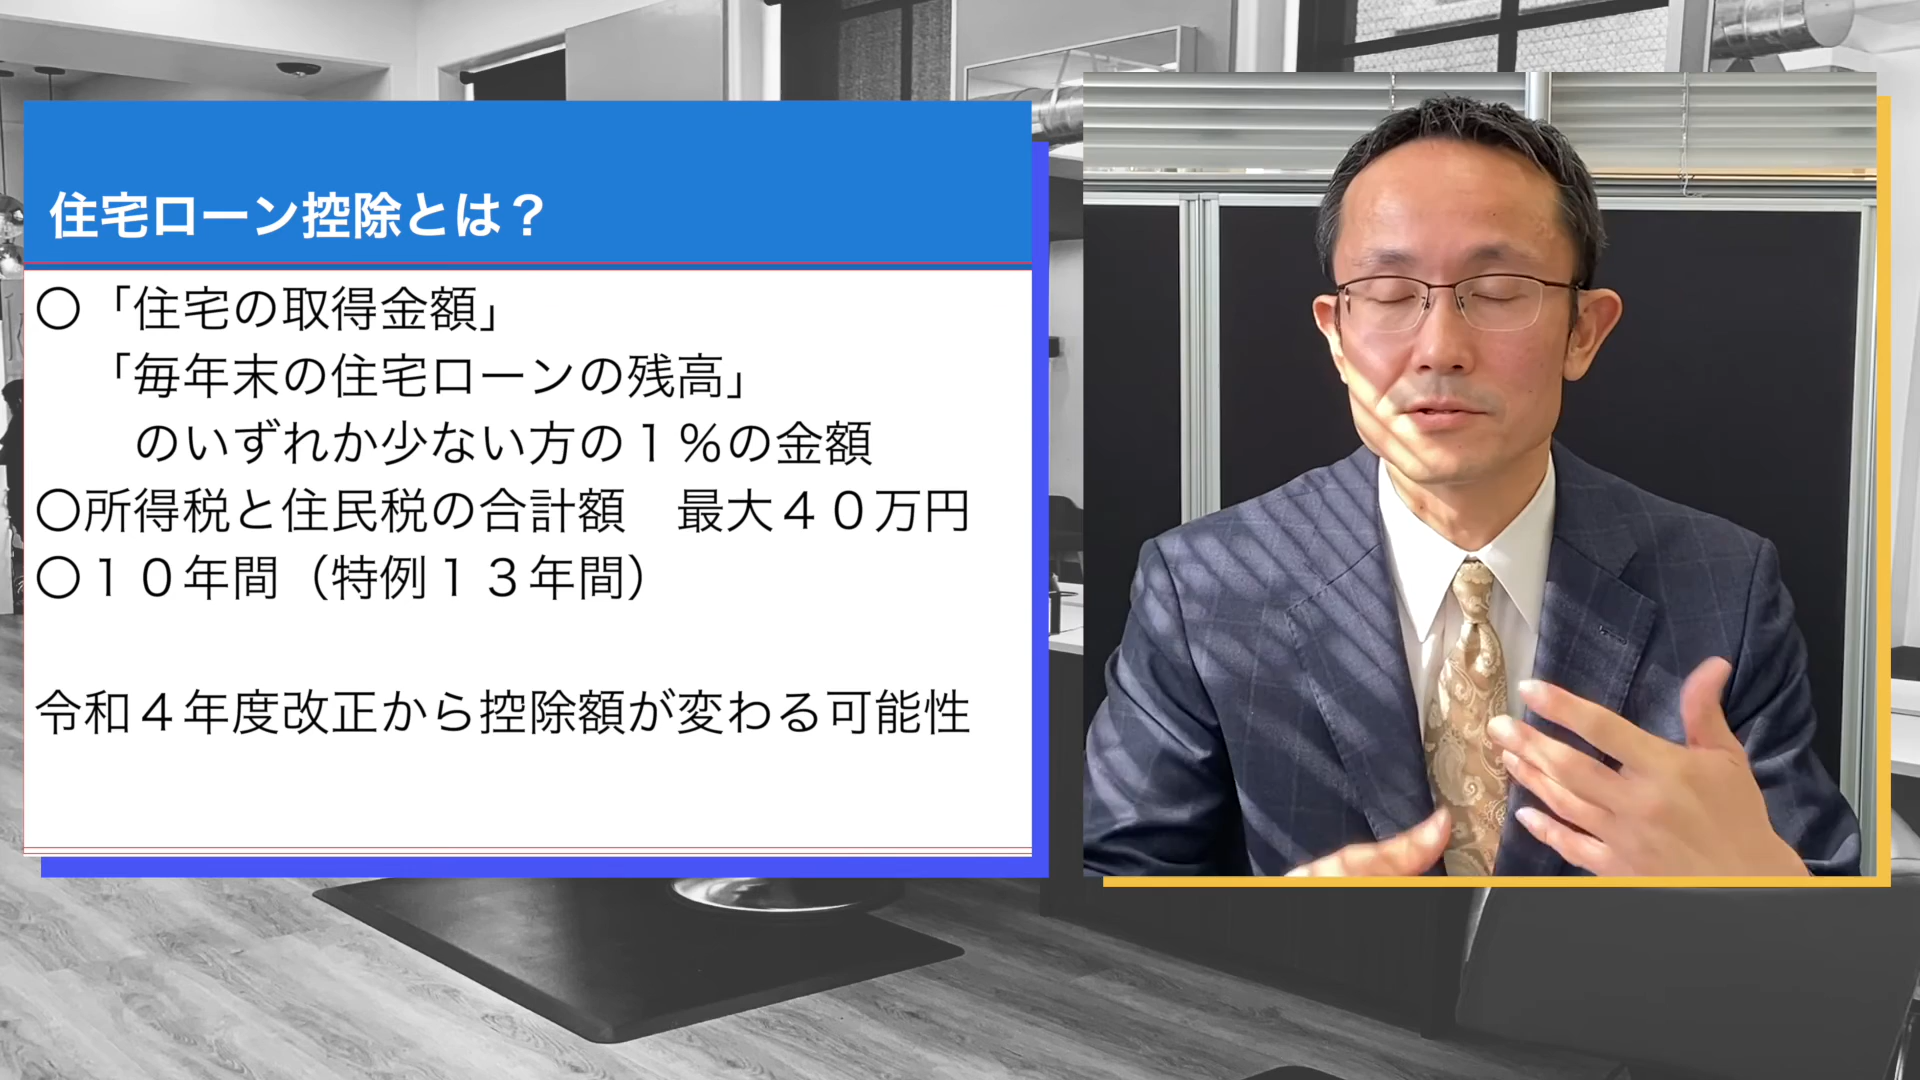 住宅ローン控除とは？
〇「住宅の取得金額」
「毎年末の住宅ローンの残高」
のいずれか少ない方の１％の金額
〇所得税と住民税の合計額　最大４０万円
〇１０年間（特例１３年間）
令和４年度改正から控除額が変わる可能性